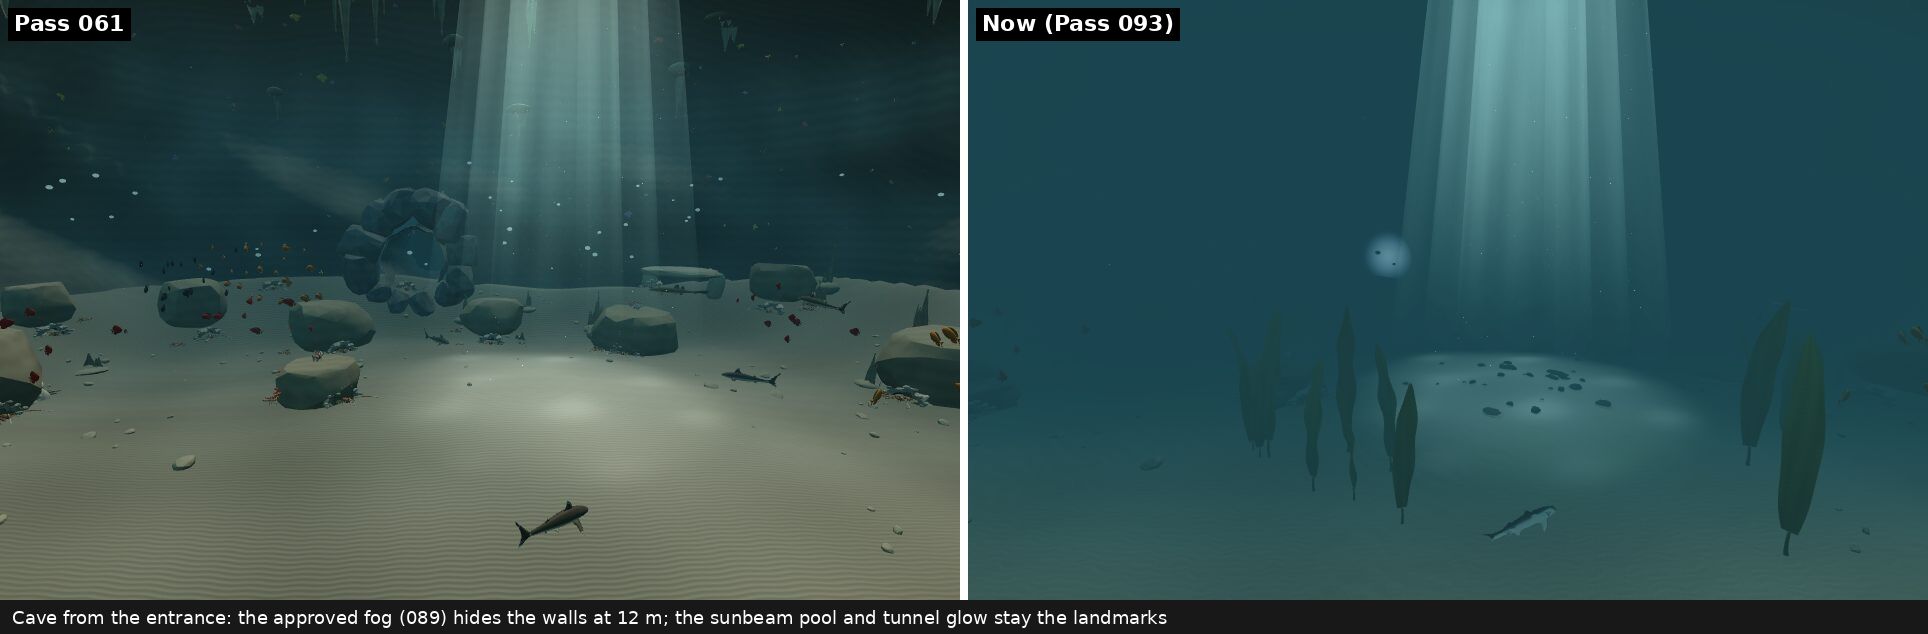 Pass 061
Now (Pass 093)
Cave from the entrance: the approved fog (089) hides the walls at 12 m; the sunbeam pool and tunnel glow stay the landmarks